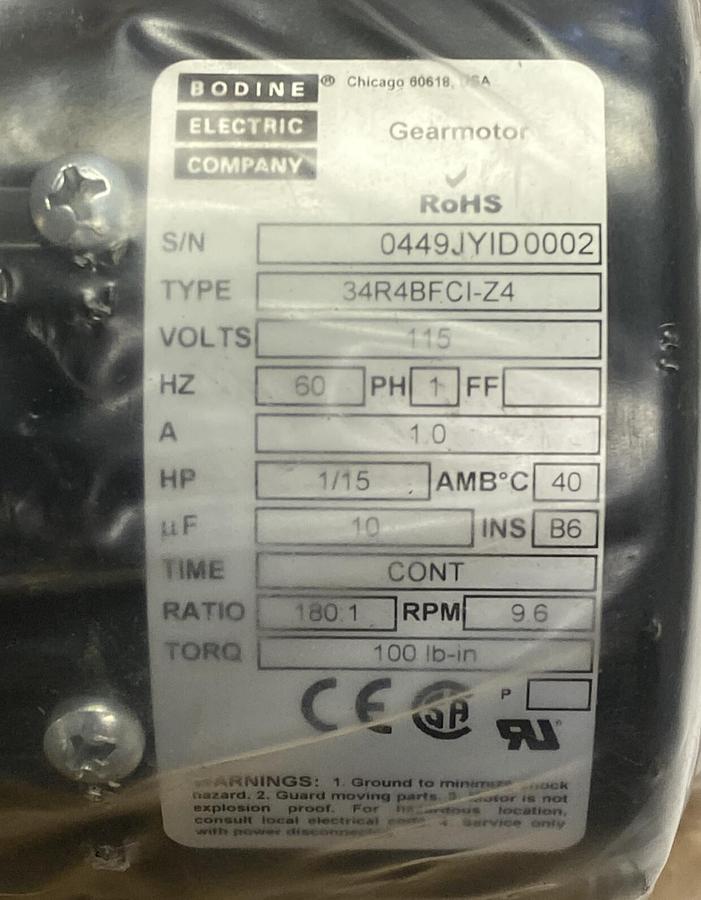 BODINE ® Chicago 60618, USA
ELECTRIC
COMPANY
Gearmotor
RoHS
S/N 0449JYID0002
TYPE 34R4BFCI-Z4
VOLTS 115
HZ 60 PH 1 FF
A 1.0
HP 1/15 AMB°C 40
µF 10 INS B6
TIME CONT
RATIO 180:1 RPM 9.6
TORQ 100 lb-in
CE SA P
RU
WARNINGS: 1. Ground to minimize shock
hazard. 2. Guard moving parts. 3. Motor is not
explosion proof. For hazardous location,
consult local electrical code. 4. Service only
with power disconnected